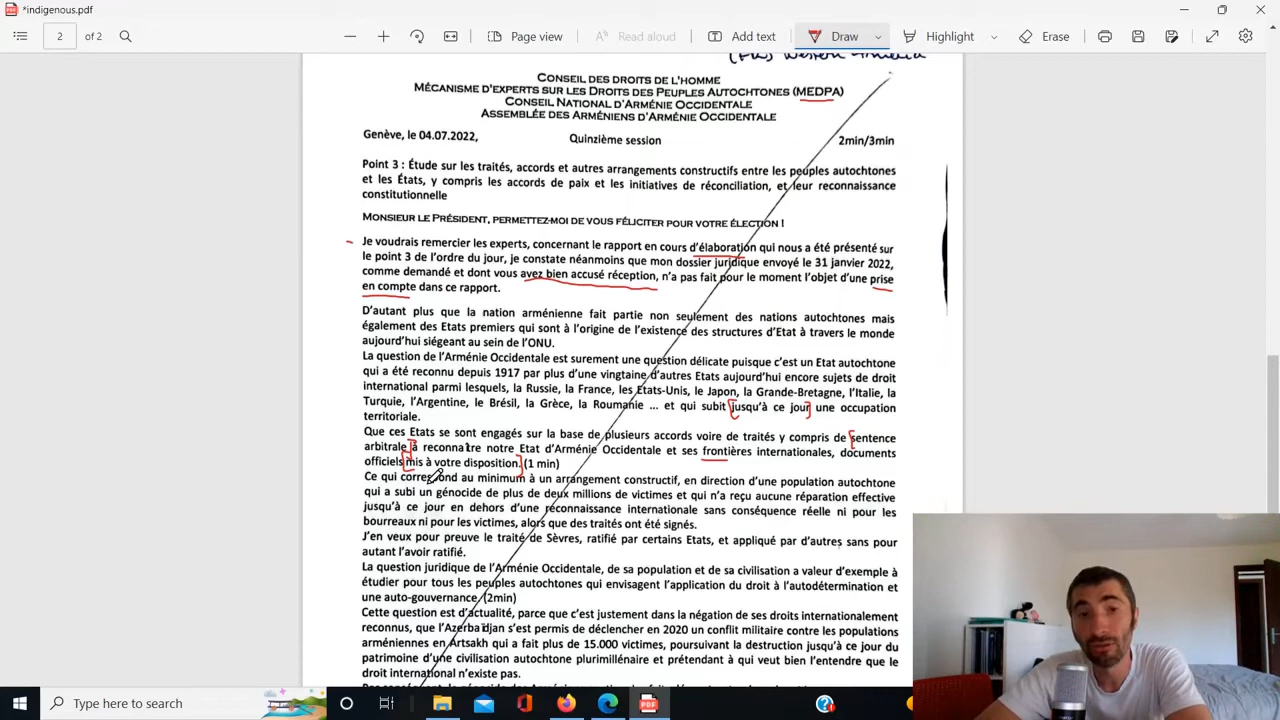 *indigenous.pdf
2 of 2
Page view
Read aloud
Add text
Draw
Highlight
Erase
CONSEIL DES DROITS DE L'HOMME
MÉCANISME D'EXPERTS SUR LES DROITS DES PEUPLES AUTOCHTONES (MEDPA)
CONSEIL NATIONAL D'ARMÉNIE OCCIDENTALE
ASSEMBLÉE DES ARMÉNIENS D'ARMÉNIE OCCIDENTALE
Genève, le 04.07.2022, Quinzième session 2min/3min
Point 3 : Étude sur les traités, accords et autres arrangements constructifs entre les peuples autochtones
et les États, y compris les accords de paix et les initiatives de réconciliation, et leur reconnaissance
constitutionnelle
MONSIEUR LE PRÉSIDENT, PERMETTEZ-MOI DE VOUS FÉLICITER POUR VOTRE ÉLECTION !
Je voudrais remercier les experts, concernant le rapport en cours d'élaboration qui nous a été présenté sur
le point 3 de l'ordre du jour, je constate néanmoins que mon dossier juridique envoyé le 31 janvier 2022,
comme demandé et dont vous avez bien accusé réception, n'a pas fait pour le moment l'objet d'une prise
en compte dans ce rapport.
D'autant plus que la nation arménienne fait partie non seulement des nations autochtones mais
également des Etats premiers qui sont à l'origine de l'existence des structures d'Etat à travers le monde
aujourd'hui siégeant au sein de l'ONU.
La question de l'Arménie Occidentale est surement une question délicate puisque c'est un Etat autochtone
qui a été reconnu depuis 1917 par plus d'une vingtaine d'autres Etats aujourd'hui encore sujets de droit
international parmi lesquels, la Russie, la France, les Etats-Unis, le Japon, la Grande-Bretagne, l'Italie, la
Turquie, l'Argentine, le Brésil, la Grèce, la Roumanie ... et qui subit jusqu'à ce jour une occupation
territoriale.
Que ces Etats se sont engagés sur la base de plusieurs accords voire de traités y compris de sentence
arbitrale à reconnaître notre Etat d'Arménie Occidentale et ses frontières internationales, documents
officiels mis à votre disposition. (1 min)
Ce qui correspond au minimum à un arrangement constructif, en direction d'une population autochtone
qui a subi un génocide de plus de deux millions de victimes et qui n'a reçu aucune réparation effective
jusqu'à ce jour en dehors d'une reconnaissance internationale sans conséquence réelle ni pour les
bourreaux ni pour les victimes, alors que des traités ont été signés.
J'en veux pour preuve le traité de Sèvres, ratifié par certains Etats, et appliqué par d'autres sans pour
autant l'avoir ratifié.
La question juridique de l'Arménie Occidentale, de sa population et de sa civilisation a valeur d'exemple à
étudier pour tous les peuples autochtones qui envisagent l'application du droit à l'autodétermination et
une auto-gouvernance (2min)
Cette question est d'actualité, parce que c'est justement dans la négation de ses droits internationalement
reconnus, que l'Azerbaïdjan s'est permis de déclencher en 2020 un conflit militaire contre les populations
arméniennes en Artsakh qui a fait plus de 15.000 victimes, poursuivant la destruction jusqu'à ce jour du
patrimoine d'une civilisation autochtone plurimillénaire et prétendant à qui veut bien l'entendre que le
droit international n'existe pas.
Type here to search
PDF